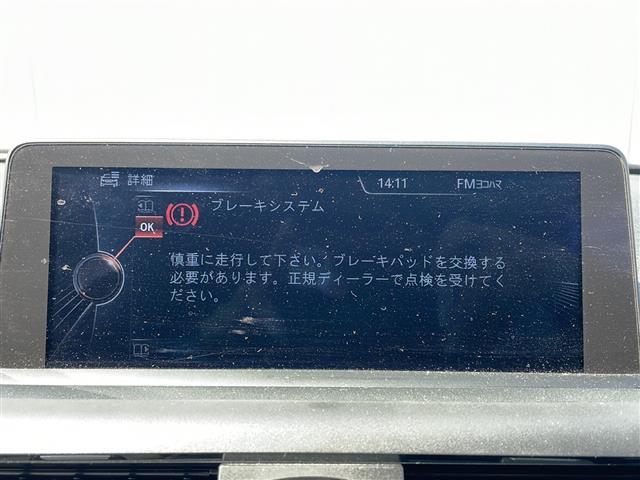 詳細 14:11 FMヨコハマ
ブレーキシステム
OK
慎重に走行して下さい。ブレーキパッドを交換する
必要があります。正規ディーラーで点検を受けてく
ださい。